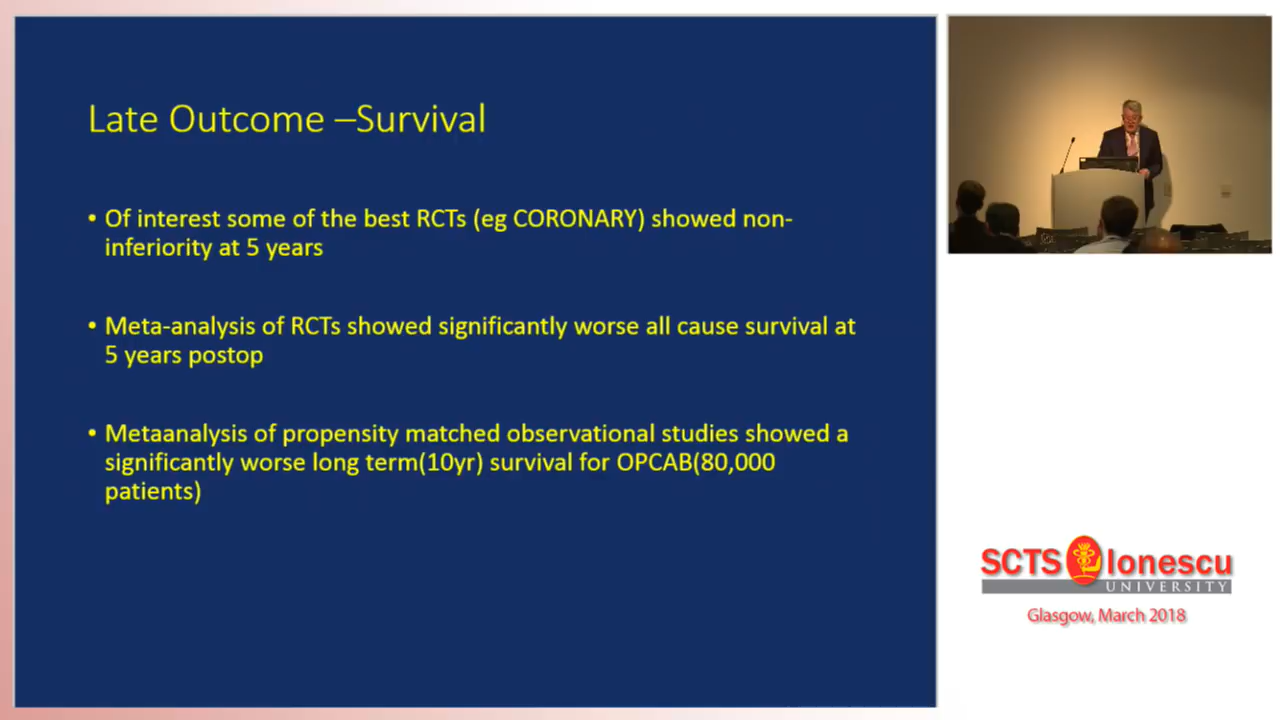 Late Outcome –Survival
• Of interest some of the best RCTs (eg CORONARY) showed non-
inferiority at 5 years
• Meta-analysis of RCTs showed significantly worse all cause survival at
5 years postop
• Metaanalysis of propensity matched observational studies showed a
significantly worse long term(10yr) survival for OPCAB(80,000
patients)
SCTS Ionescu
UNIVERSITY
Glasgow, March 2018